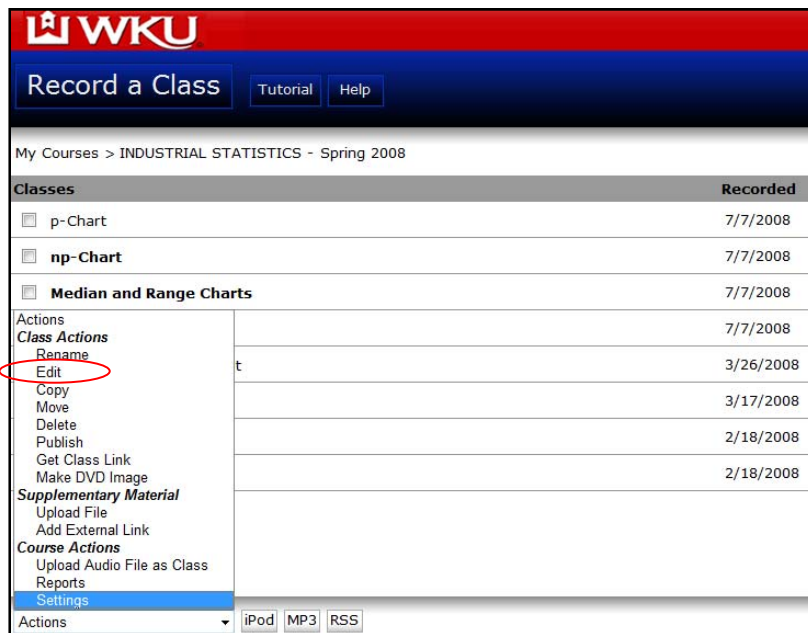 WKU
Record a Class Tutorial Help
My Courses > INDUSTRIAL STATISTICS - Spring 2008
Classes Recorded
p-Chart 7/7/2008
np-Chart 7/7/2008
Median and Range Charts 7/7/2008
Actions
7/7/2008
Class Actions
Rename
Edit
t 3/26/2008
Copy
Move
3/17/2008
Delete
Publish
2/18/2008
Get Class Link
Make DVD Image
2/18/2008
Supplementary Material
Upload File
Add External Link
Course Actions
Upload Audio File as Class
Reports
Settings
Actions iPod MP3 RSS